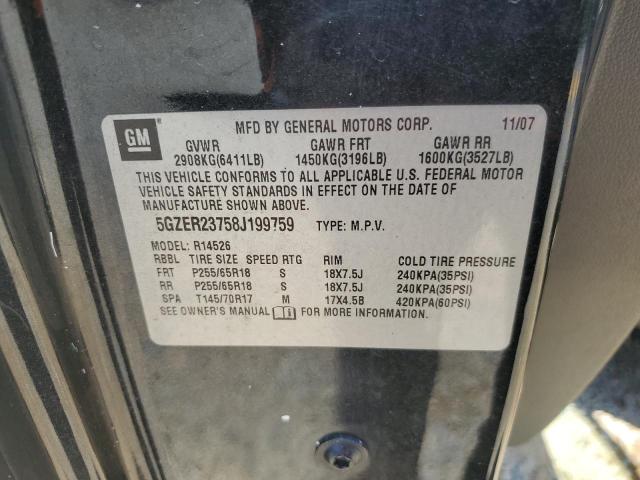 GM
MFD BY GENERAL MOTORS CORP. 11/07
GVWR GAWR FRT GAWR RR
2908KG(6411LB) 1450KG(3196LB) 1600KG(3527LB)
THIS VEHICLE CONFORMS TO ALL APPLICABLE U.S. FEDERAL MOTOR
VEHICLE SAFETY STANDARDS IN EFFECT ON THE DATE OF
MANUFACTURE SHOWN ABOVE.
5GZER23758J199759 TYPE: M.P.V.
MODEL: R14526
RBBL TIRE SIZE SPEED RTG RIM COLD TIRE PRESSURE
FRT P255/65R18 S 18X7.5J 240KPA(35PSI)
RR P255/65R18 S 18X7.5J 240KPA(35PSI)
SPA T145/70R17 M 17X4.5B 420KPA(60PSI)
SEE OWNER'S MANUAL FOR MORE INFORMATION.